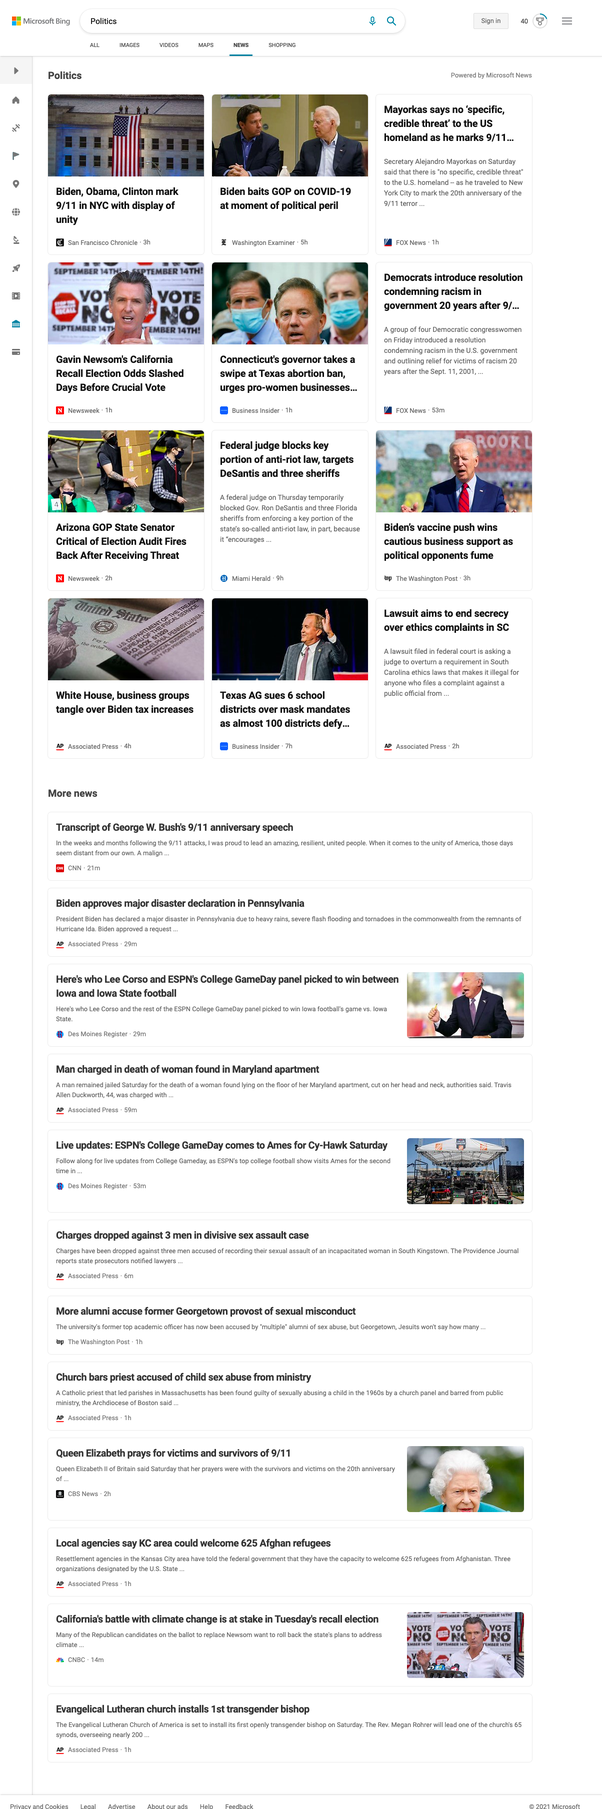 Microsoft Bing
Politics
Sign in
40
ALL IMAGES VIDEOS MAPS NEWS SHOPPING
Politics
Powered by Microsoft News
Biden, Obama, Clinton mark
9/11 in NYC with display of
unity
San Francisco Chronicle · 3h
Biden baits GOP on COVID-19
at moment of political peril
Washington Examiner · 5h
Mayorkas says no 'specific,
credible threat' to the US
homeland as he marks 9/11...
Secretary Alejandro Mayorkas on Saturday
said that there is "no specific, credible threat"
to the U.S. homeland – as he traveled to New
York City to mark the 20th anniversary of the
9/11 terror ...
FOX News · 1h
SEPTEMBER 14TH!
VOTE
NO
Gavin Newsom's California
Recall Election Odds Slashed
Days Before Crucial Vote
Newsweek · 1h
Connecticut's governor takes a
swipe at Texas abortion ban,
urges pro-women businesses...
Business Insider · 1h
Democrats introduce resolution
condemning racism in
government 20 years after 9/...
A group of four Democratic congresswomen
on Friday introduced a resolution
condemning racism in the U.S. government
and outlining relief for victims of racism 20
years after the Sept. 11, 2001, ...
FOX News · 53m
Arizona GOP State Senator
Critical of Election Audit Fires
Back After Receiving Threat
Newsweek · 2h
Federal judge blocks key
portion of anti-riot law, targets
DeSantis and three sheriffs
A federal judge on Thursday temporarily
blocked Gov. Ron DeSantis and three Florida
sheriffs from enforcing a key portion of the
state's so-called anti-riot law, in part, because
it "encourages ...
Miami Herald · 9h
Biden's vaccine push wins
cautious business support as
political opponents fume
The Washington Post · 3h
United States
White House, business groups
tangle over Biden tax increases
Associated Press · 4h
Texas AG sues 6 school
districts over mask mandates
as almost 100 districts defy...
Business Insider · 7h
Lawsuit aims to end secrecy
over ethics complaints in SC
A lawsuit filed in federal court is asking a
judge to overturn a requirement in South
Carolina ethics laws that makes it illegal for
anyone who files a complaint against a
public official from ...
Associated Press · 2h
More news
Transcript of George W. Bush's 9/11 anniversary speech
In the weeks and months following the 9/11 attacks, I was proud to lead an amazing, resilient, united people. When it comes to the unity of America, those days
seem distant from our own. A malign ...
CNN · 21m
Biden approves major disaster declaration in Pennsylvania
President Biden has declared a major disaster in Pennsylvania due to heavy rains, severe flash flooding and tornadoes in the commonwealth from the remnants of
Hurricane Ida. Biden approved a request ...
Associated Press · 29m
Here's who Lee Corso and ESPN's College GameDay panel picked to win between
Iowa and Iowa State football
Here's who Lee Corso and the rest of the ESPN College GameDay panel picked to win Iowa football's game vs. Iowa
State.
Des Moines Register · 29m
Man charged in death of woman found in Maryland apartment
A man remained jailed Saturday for the death of a woman found lying on the floor of her Maryland apartment, cut on her head and neck, authorities said. Travis
Allen Duckworth, 44, was charged with ...
Associated Press · 59m
Live updates: ESPN's College GameDay comes to Ames for Cy-Hawk Saturday
Follow along for live updates from College Gameday, as ESPN's top college football show visits Ames for the second
time in ...
Des Moines Register · 53m
Charges dropped against 3 men in divisive sex assault case
Charges have been dropped against three men accused of recording their sexual assault of an incapacitated woman in South Kingstown. The Providence Journal
reports state prosecutors notified lawyers ...
Associated Press · 6m
More alumni accuse former Georgetown provost of sexual misconduct
The university's former top academic officer has now been accused by "multiple" alumni of sex abuse, but Georgetown, Jesuits won't say how many ...
The Washington Post · 1h
Church bars priest accused of child sex abuse from ministry
A Catholic priest that led parishes in Massachusetts has been found guilty of sexually abusing a child in the 1960s by a church panel and barred from public
ministry, the Archdiocese of Boston said ...
Associated Press · 1h
Queen Elizabeth prays for victims and survivors of 9/11
Queen Elizabeth II of Britain said Saturday that her prayers were with the survivors and victims on the 20th anniversary
of ...
CBS News · 2h
Local agencies say KC area could welcome 625 Afghan refugees
Resettlement agencies in the Kansas City area have told the federal government that they have the capacity to welcome 625 refugees from Afghanistan. Three
organizations designated by the U.S. State ...
Associated Press · 1h
California's battle with climate change is at stake in Tuesday's recall election
Many of the Republican candidates on the ballot to replace Newsom want to roll back the state's plans to address
climate ...
CNBC · 14m
Evangelical Lutheran church installs 1st transgender bishop
The Evangelical Lutheran Church of America is set to install its first openly transgender bishop on Saturday. The Rev. Megan Rohrer will lead one of the church's 65
synods, overseeing nearly 200 ...
Associated Press · 1h
Privacy and Cookies Legal Advertise About our ads Help Feedback
© 2021 Microsoft